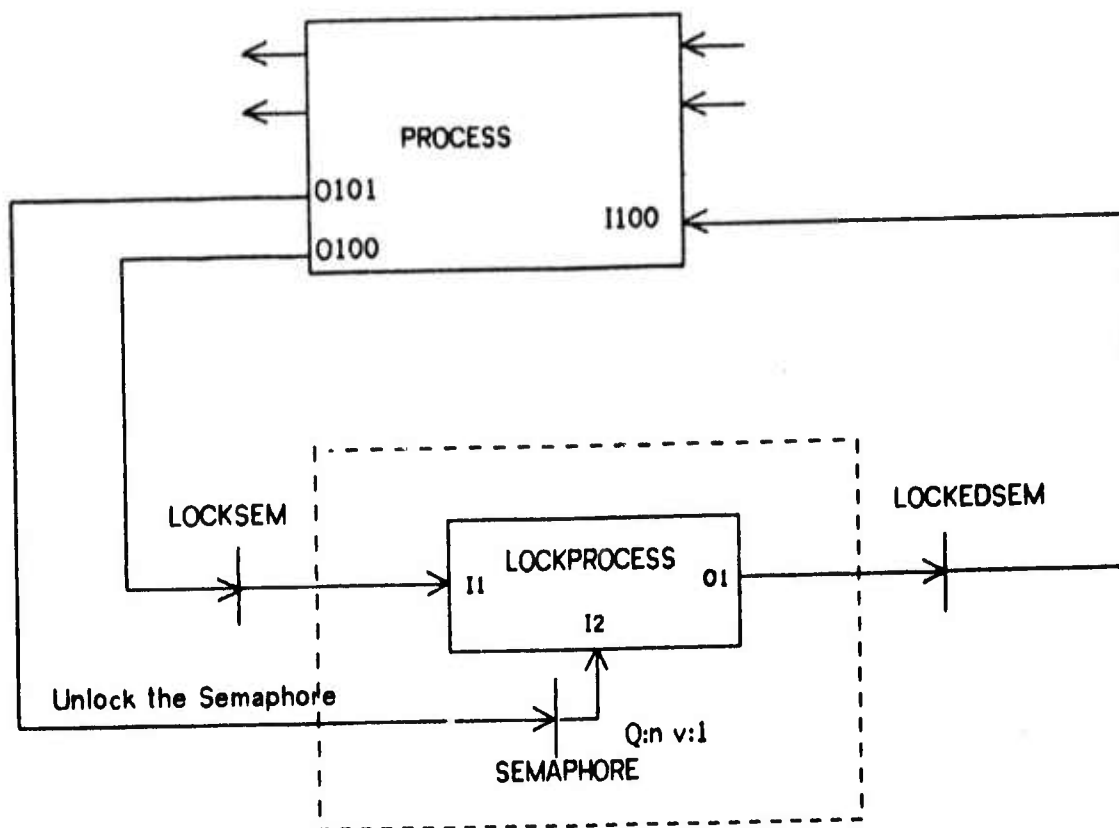 PROCESS
O101
I100
O100
LOCKSEM
LOCKEDSEM
LOCKPROCESS
I1
O1
I2
Unlock the Semaphore
Q:n v:1
SEMAPHORE